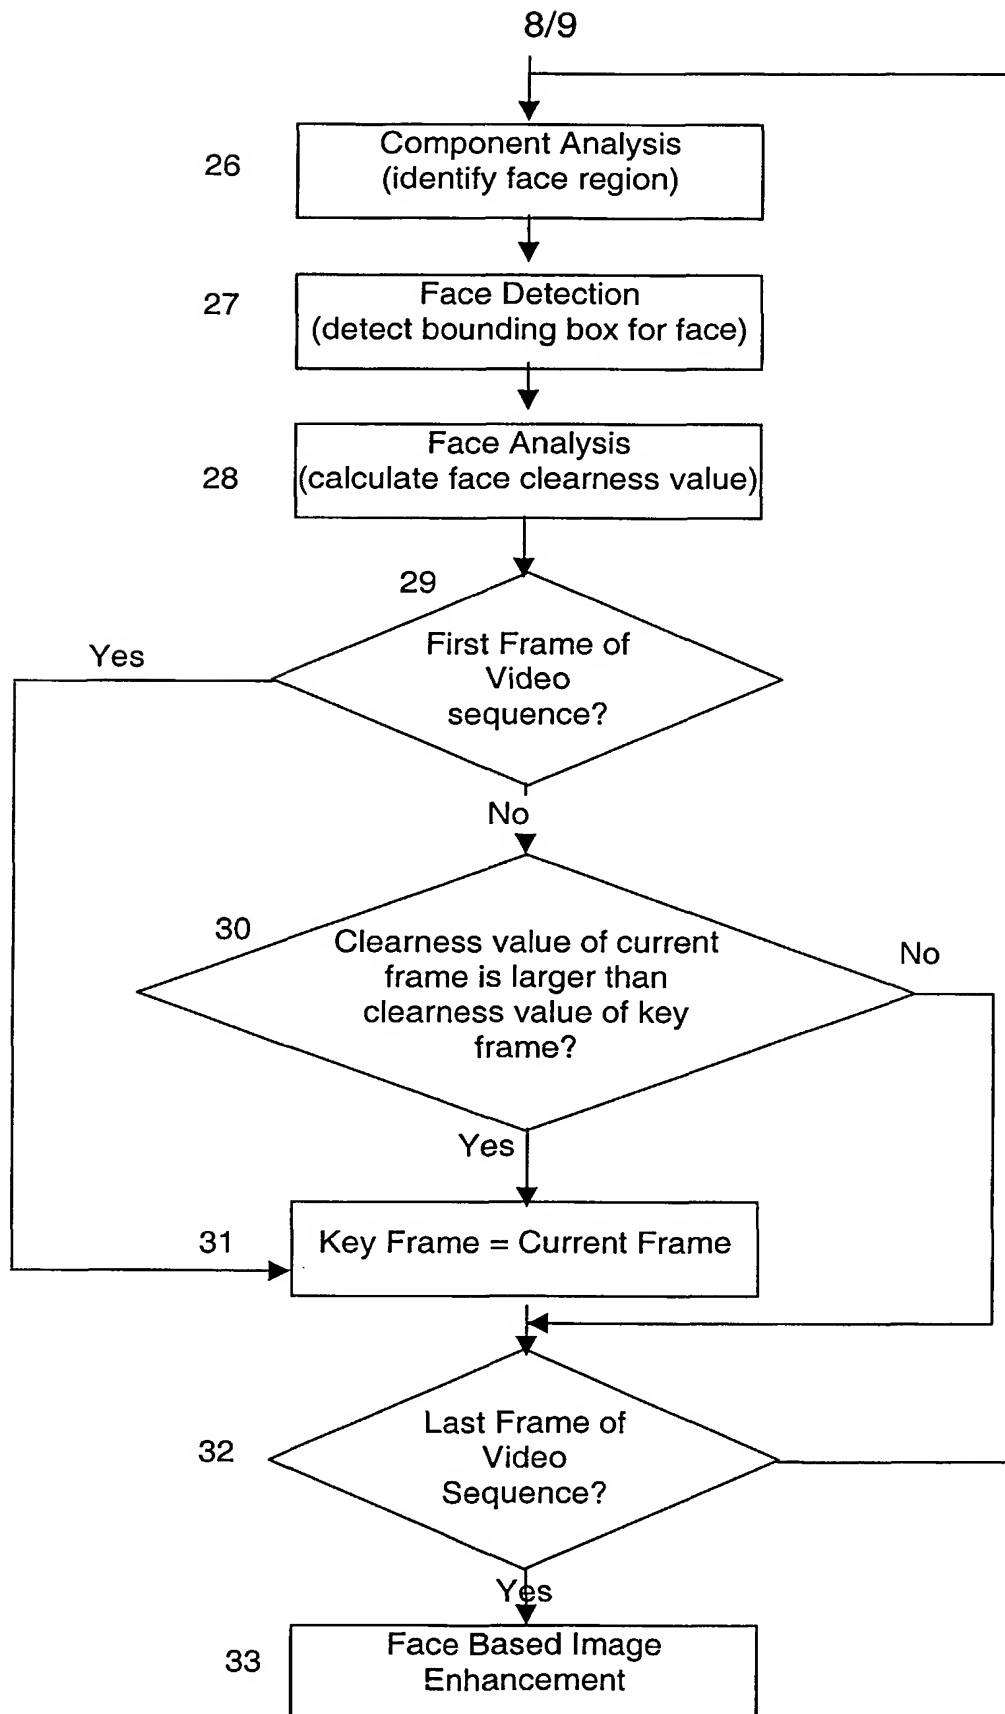 8/9
26
Component Analysis
(identify face region)
27
Face Detection
(detect bounding box for face)
28
Face Analysis
(calculate face clearness value)
29
Yes
First Frame of
Video
sequence?
No
30
Clearness value of current
frame is larger than
clearness value of key
frame?
No
Yes
31
Key Frame = Current Frame
32
Last Frame of
Video
Sequence?
Yes
33
Face Based Image
Enhancement